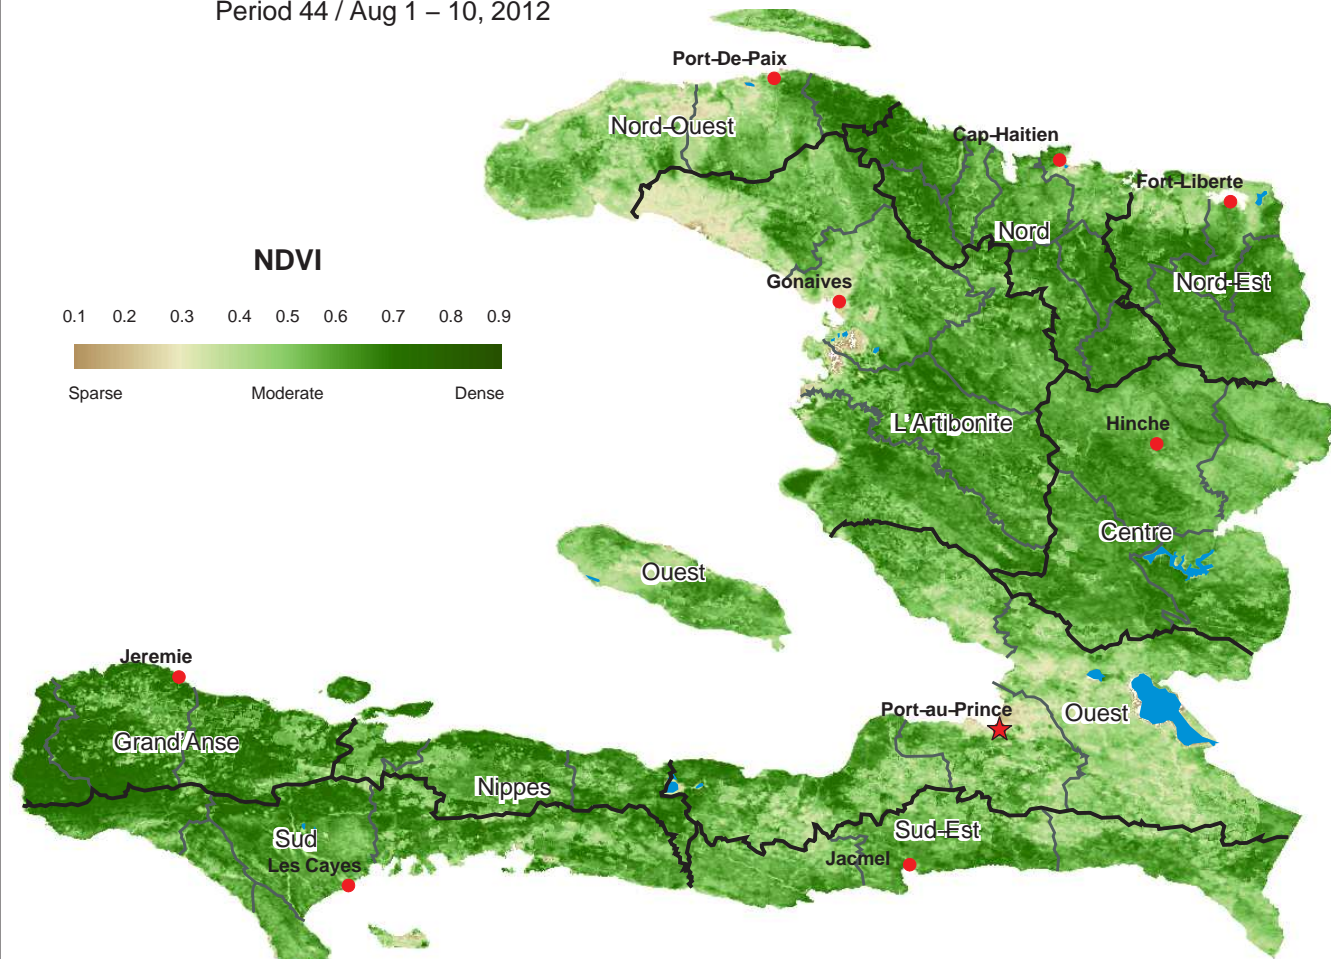 Period 44 / Aug 1 – 10, 2012
Port-De-Paix
Nord-Ouest
Cap-Haitien
Fort-Liberte
Nord
NDVI
Gonaives
Nord-Est
0.1 0.2 0.3 0.4 0.5 0.6 0.7 0.8 0.9
Sparse Moderate Dense
L'Artibonite
Hinche
Centre
Ouest
Jeremie
Port-au-Prince
Ouest
Grand'Anse
Nippes
Sud
Sud-Est
Les Cayes
Jacmel